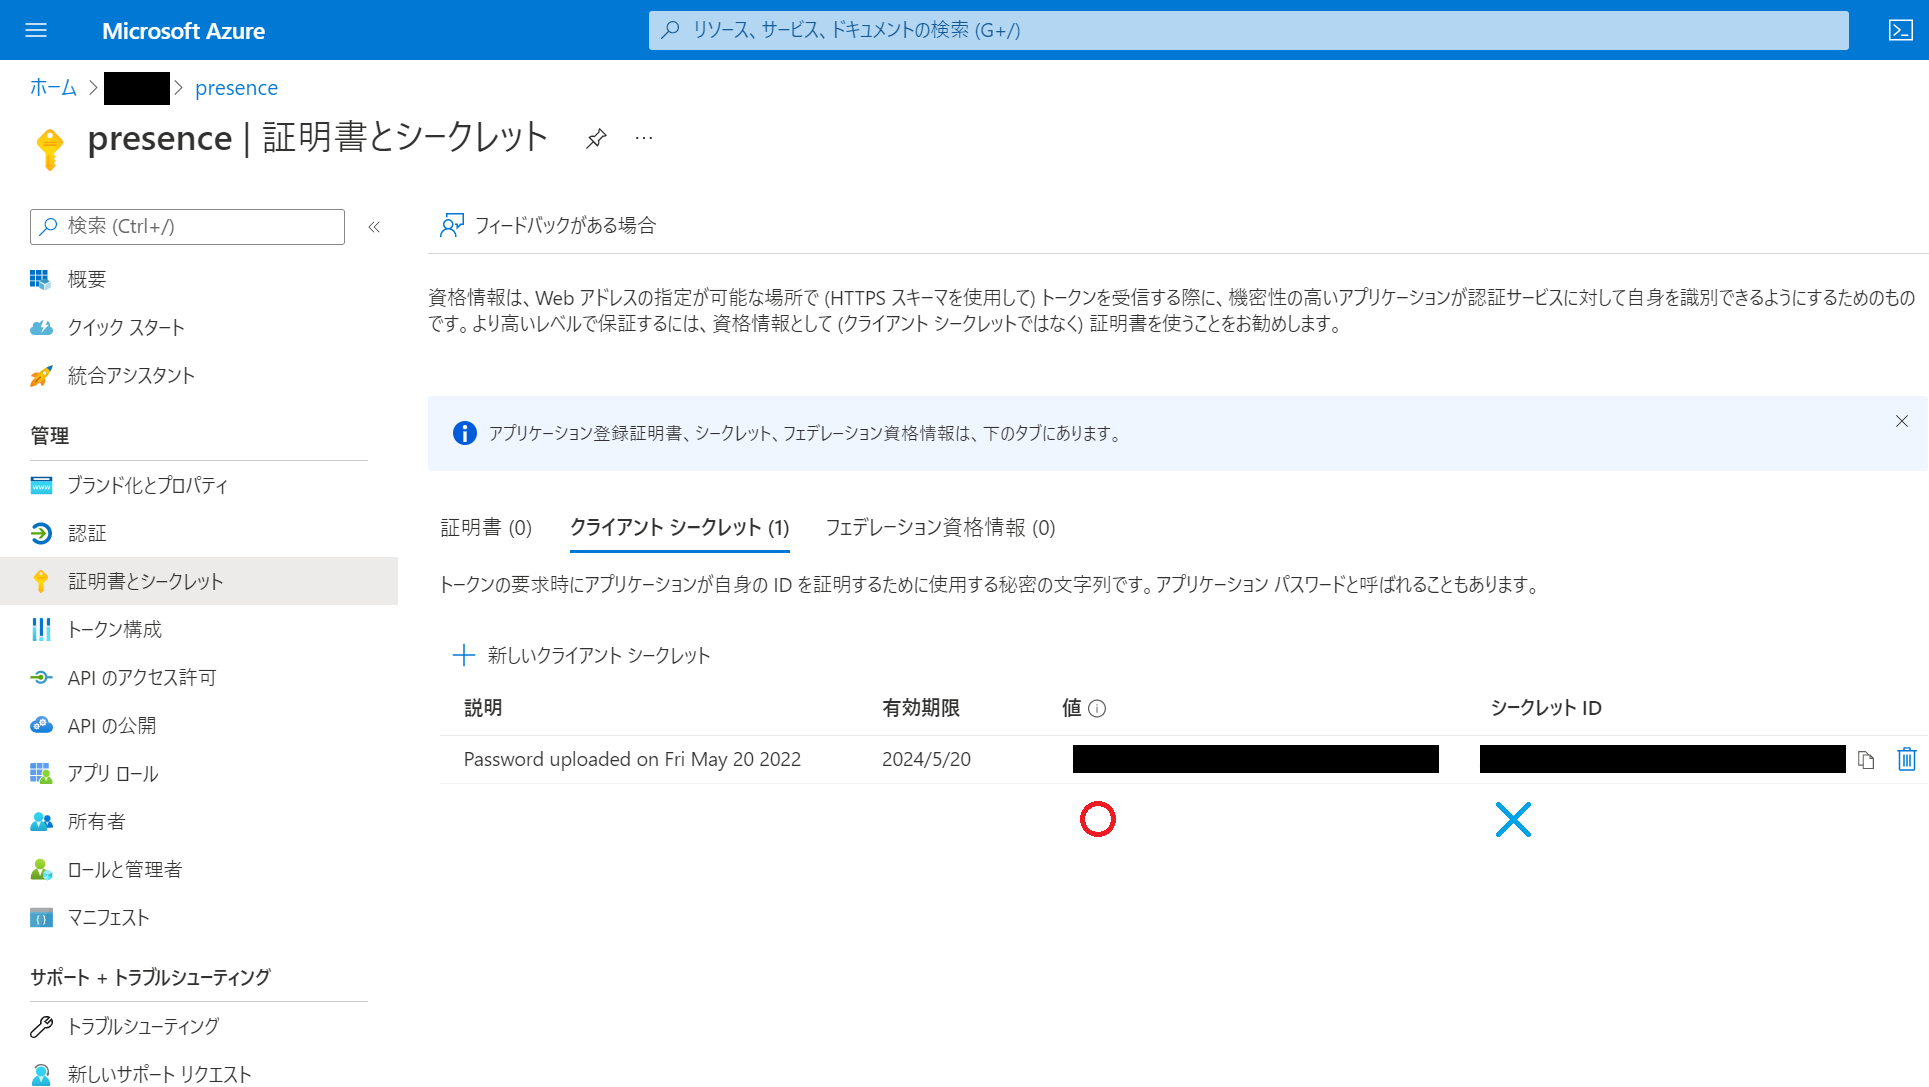 Microsoft Azure
リソース、サービス、ドキュメントの検索 (G+/)
ホーム
presence
presence | 証明書とシークレット
検索 (Ctrl+/)
概要
クイック スタート
統合アシスタント
管理
ブランド化とプロパティ
認証
証明書とシークレット
トークン構成
API のアクセス許可
API の公開
アプリ ロール
所有者
ロールと管理者
マニフェスト
サポート + トラブルシューティング
トラブルシューティング
新しいサポート リクエスト
フィードバックがある場合
資格情報は、Web アドレスの指定が可能な場所で (HTTPS スキーマを使用して) トークンを受信する際に、機密性の高いアプリケーションが認証サービスに対して自身を識別できるようにするためのもの
です。より高いレベルで保証するには、資格情報として (クライアント シークレットではなく) 証明書を使うことをお勧めします。
アプリケーション登録証明書、シークレット、フェデレーション資格情報は、下のタブにあります。
証明書 (0) クライアント シークレット (1) フェデレーション資格情報 (0)
トークンの要求時にアプリケーションが自身の ID を証明するために使用する秘密の文字列です。アプリケーション パスワードと呼ばれることもあります。
新しいクライアント シークレット
説明 有効期限 値 シークレット ID
Password uploaded on Fri May 20 2022 2024/5/20